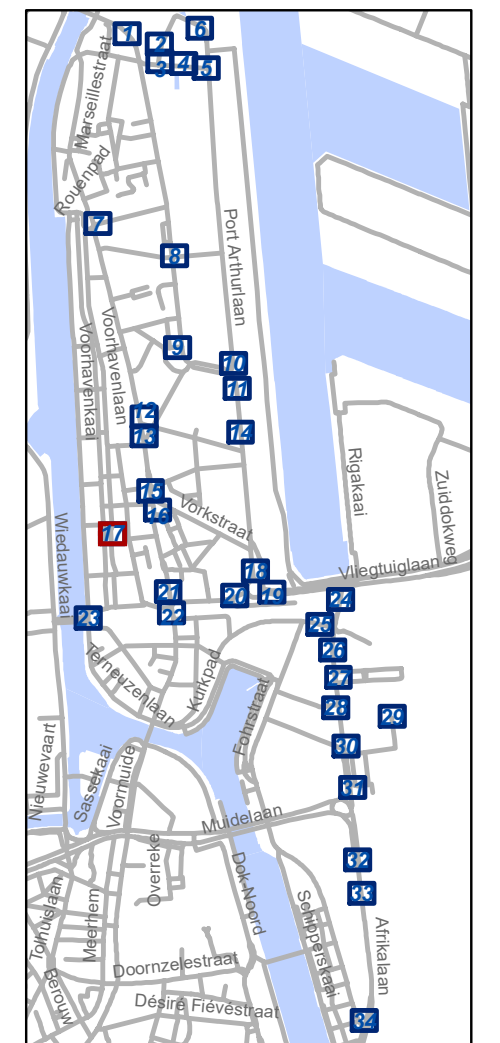 1
2
6
3
4
5
Marseillestraat
Rouenpad
7
8
Port Arthurlaan
9
10
11
Voorhavenkaai
Voorhavenlaan
12
13
14
Rigakaai
Zuiddokweg
15
16
Vorkstraat
17
Wiedauwkaai
18
19
20
21
22
23
Vliegtuiglaan
24
25
26
27
28
29
30
31
Terneuzenlaan
Kurkpad
Fohrstraat
Nieuwevaart
Sassekaai
Voormuide
Muidelaan
Overreke
32
33
Tolhuislaan
Meerhem
Dok-Noord
Schipperskaai
Afrikalaan
Doornzelestraat
Berouw
Désiré Fiévéstraat
34